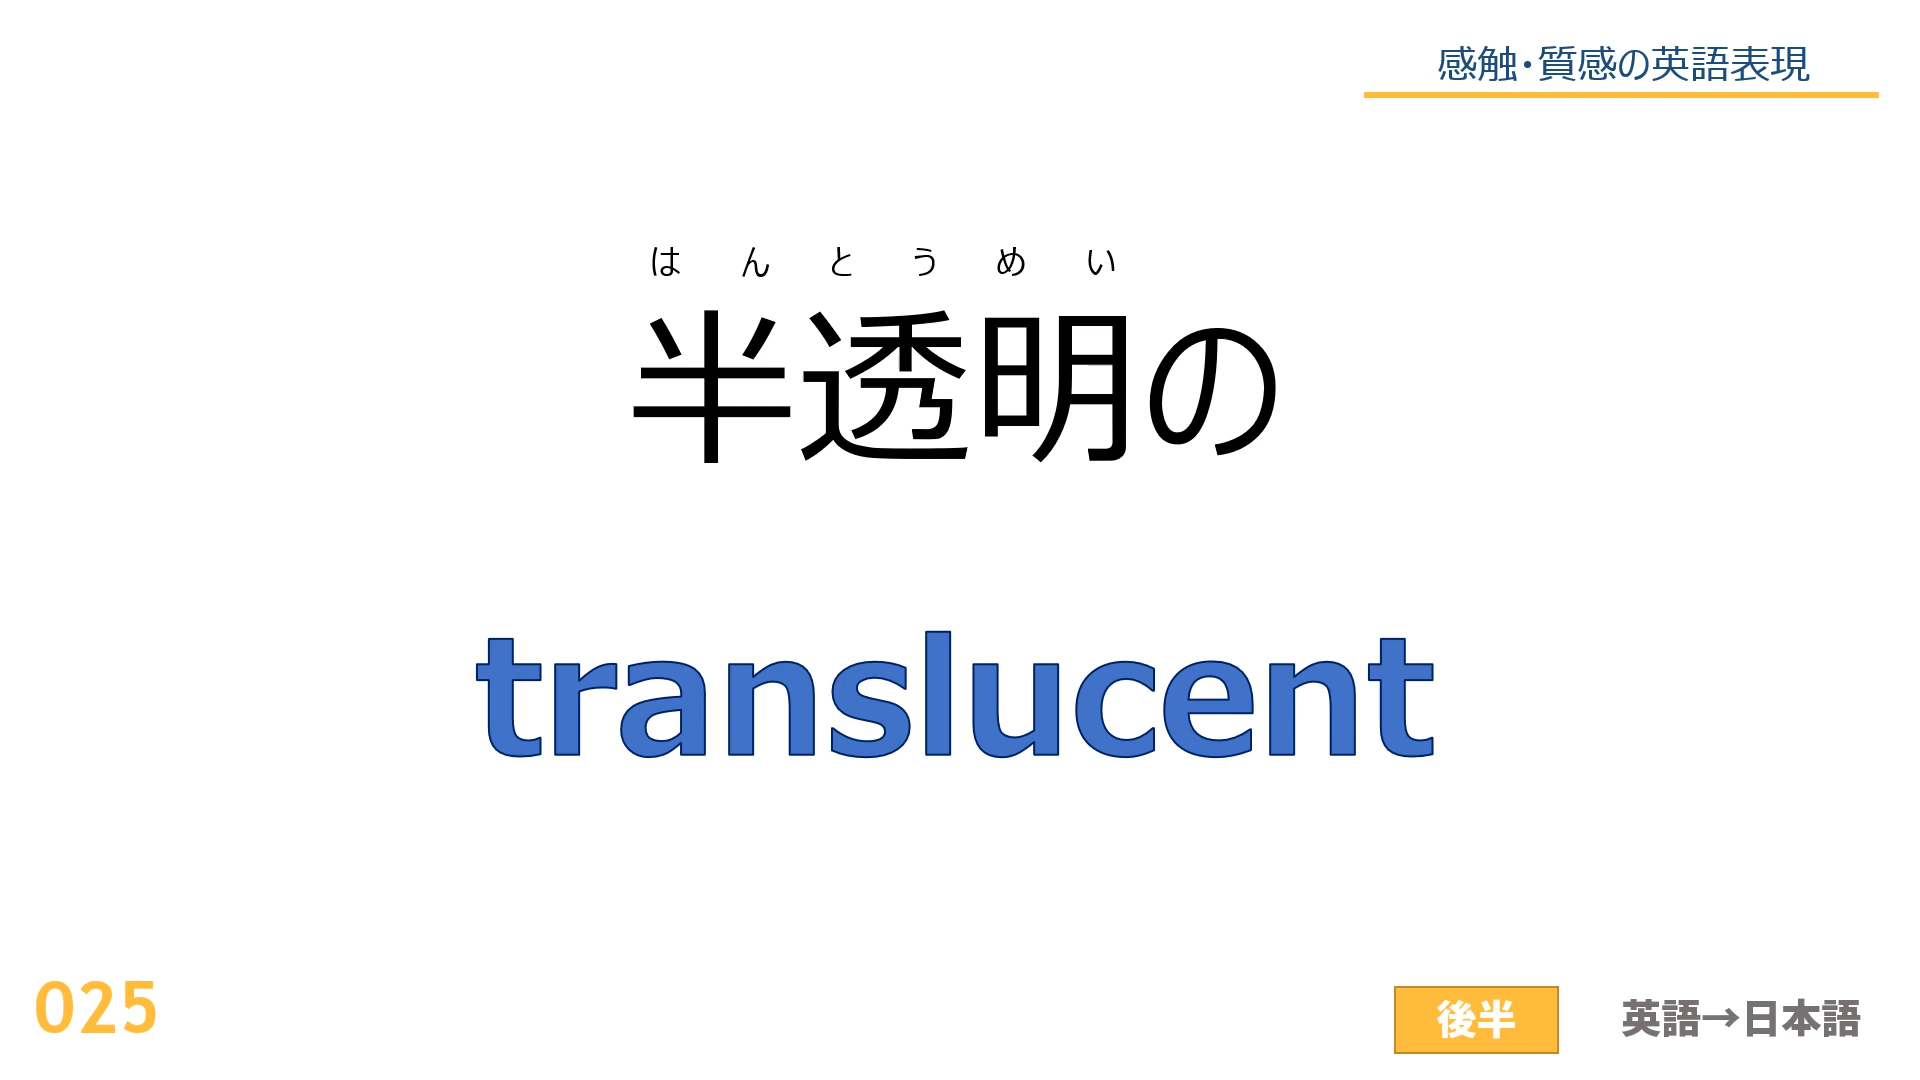 感触・質感の英語表現
はんとうめい
半透明の
translucent
025
後半
英語→日本語